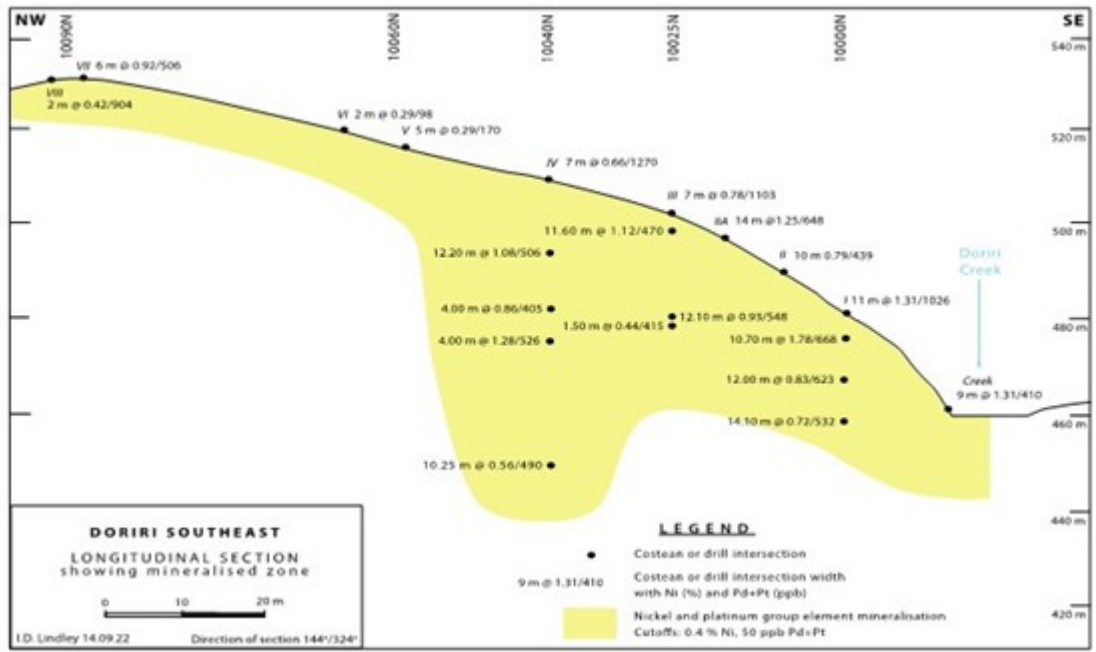 NW
SE
10090N
10060N
10040N
10025N
10000N
540 m
VII 6 m @ 0.92/506
VIII
2 m @ 0.42/904
VI 2 m @ 0.29/98
V 5 m @ 0.29/170
520 m
IV 7 m @ 0.66/1270
III 7 m @ 0.78/1103
IIA 14 m @1.25/648
11.60 m @ 1.12/470
500 m
12.20 m @ 1.08/506
II 10 m 0.79/439
Doriri
Creek
I 11 m @ 1.31/1026
4.00 m @ 0.86/405
12.10 m @ 0.93/548
1.50 m @ 0.44/415
480 m
4.00 m @ 1.28/526
10.70 m @ 1.78/668
12.00 m @ 0.83/623
Creek
9 m @ 1.31/410
14.10 m @ 0.72/532
460 m
10.25 m @ 0.56/490
440 m
DORIRI SOUTHEAST
LONGITUDINAL SECTION
showing mineralised zone
0 10 20 m
I.D. Lindley 14.09.22
Direction of section 144°/324°
LEGEND
Costean or drill intersection
9 m @ 1.31/410
Costean or drill intersection width
with Ni (%) and Pd+Pt (ppb)
Nickel and platinum group element mineralisation
Cutoffs: 0.4 % Ni, 50 ppb Pd+Pt
420 m